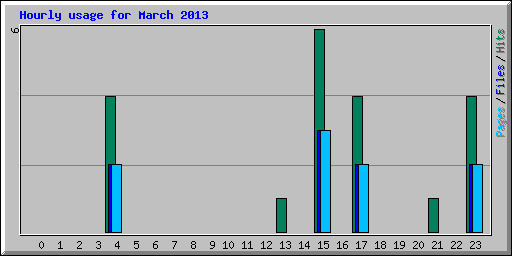 Hourly usage for March 2013
6
Pages/Files/Hits
0 1 2 3 4 5 6 7 8 9 10 11 12 13 14 15 16 17 18 19 20 21 22 23